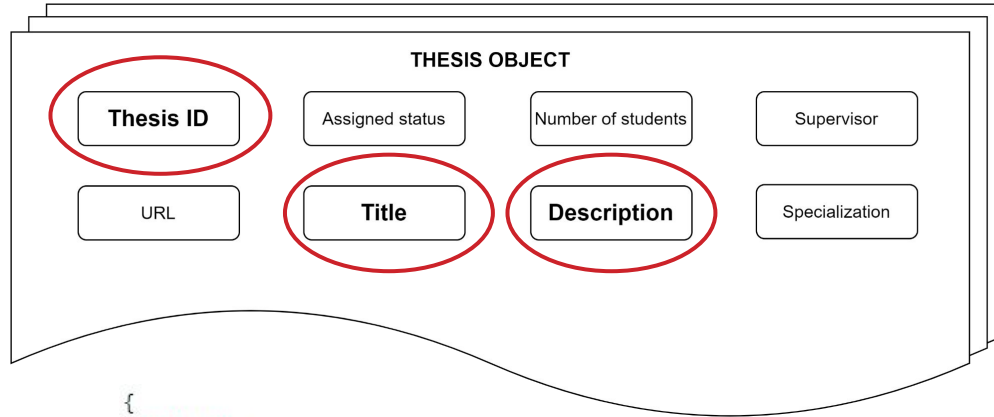 THESIS OBJECT
Thesis ID
Assigned status
Number of students
Supervisor
URL
Title
Description
Specialization
{